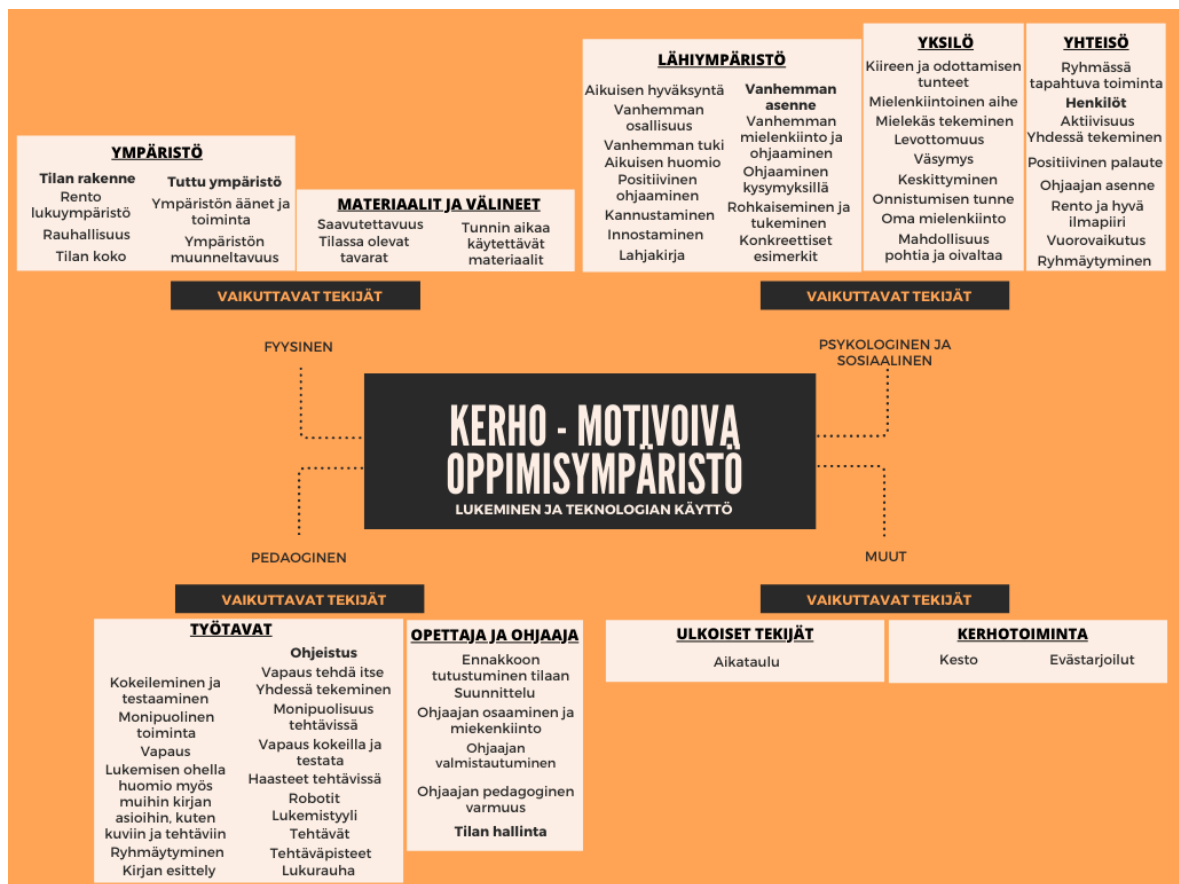 YMPÄRISTÖ
Tilan rakenne
Rento
lukuympäristö
Rauhallisuus
Tilan koko
Tuttu ympäristö
Ympäristön äänet ja
toiminta
Ympäristön
muunneltavuus
MATERIAALIT JA VÄLINEET
Saavutettavuus
Tilassa olevat
tavarat
Tunnin aikaa
käytettävät
materiaalit
VAIKUTTAVAT TEKIJÄT
FYYSINEN
LÄHIYMPÄRISTÖ
Aikuisen hyväksyntä
Vanhemman
osallisuus
Vanhemman tuki
Aikuisen huomio
Positiivinen
ohjaaminen
Kannustaminen
Innostaminen
Lahjakirja
Vanhemman
asenne
Vanhemman
mielenkiinto ja
ohjaaminen
Ohjaaminen
kysymyksillä
Rohkaiseminen ja
tukeminen
Konkreettiset
esimerkit
YKSILÖ
Kiireen ja odottamisen
tunteet
Mielenkiintoinen aihe
Mielekäs tekeminen
Levottomuus
Väsymys
Keskittyminen
Onnistumisen tunne
Oma mielenkiinto
Mahdollisuus
pohtia ja oivaltaa
YHTEISÖ
Ryhmässä
tapahtuva toiminta
Henkilöt
Aktiivisuus
Yhdessä tekeminen
Positiivinen palaute
Ohjaajan asenne
Rento ja hyvä
ilmapiiri
Vuorovaikutus
Ryhmäytyminen
VAIKUTTAVAT TEKIJÄT
PSYKOLOGINEN JA
SOSIAALINEN
KERHO - MOTIVOIVA
OPPIMISYMPÄRISTÖ
LUKEMINEN JA TEKNOLOGIAN KÄYTTÖ
PEDAOGINEN
VAIKUTTAVAT TEKIJÄT
TYÖTAVAT
Kokeileminen ja
testaaminen
Monipuolinen
toiminta
Vapaus
Lukemisen ohella
huomio myös
muihin kirjan
asioihin, kuten
kuviin ja tehtäviin
Ryhmäytyminen
Kirjan esittely
Ohjeistus
Vapaus tehdä itse
Yhdessä tekeminen
Monipuolisuus
tehtävissä
Vapaus kokeilla ja
testata
Haasteet tehtävissä
Robotit
Lukemistyyli
Tehtävät
Tehtäväpisteet
Lukurauha
OPETTAJA JA OHJAAJA
Ennakkoon
tutustuminen tilaan
Suunnittelu
Ohjaajan osaaminen ja
miekenkiinto
Ohjaajan
valmistautuminen
Ohjaajan pedagoginen
varmuus
Tilan hallinta
MUUT
VAIKUTTAVAT TEKIJÄT
ULKOISET TEKIJÄT
Aikataulu
KERHOTOIMINTA
Kesto
Evästarjoilut